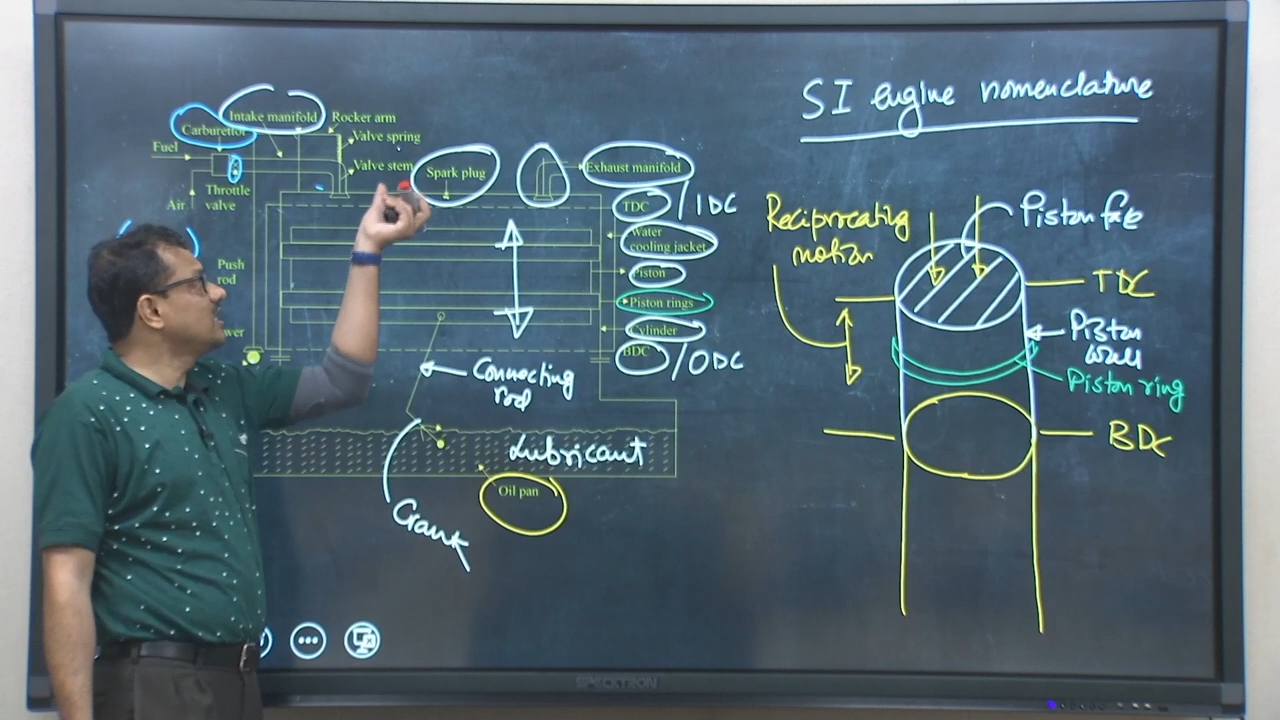 SI engine nomenclature
Intake manifold
Rocker arm
Carburettor
Valve spring
Fuel
Valve stem
Spark plug
Exhaust manifold
Throttle
valve
Air
TDC / IDC
Water
cooling jacket
Push
rod
Piston
Piston rings
Cylinder
BDC / ODC
Connecting
rod
Lubricant
Oil pan
Crank
Reciprocating
motion
Piston face
TDC
Piston
wall
Piston ring
BDC
SPECKTRON